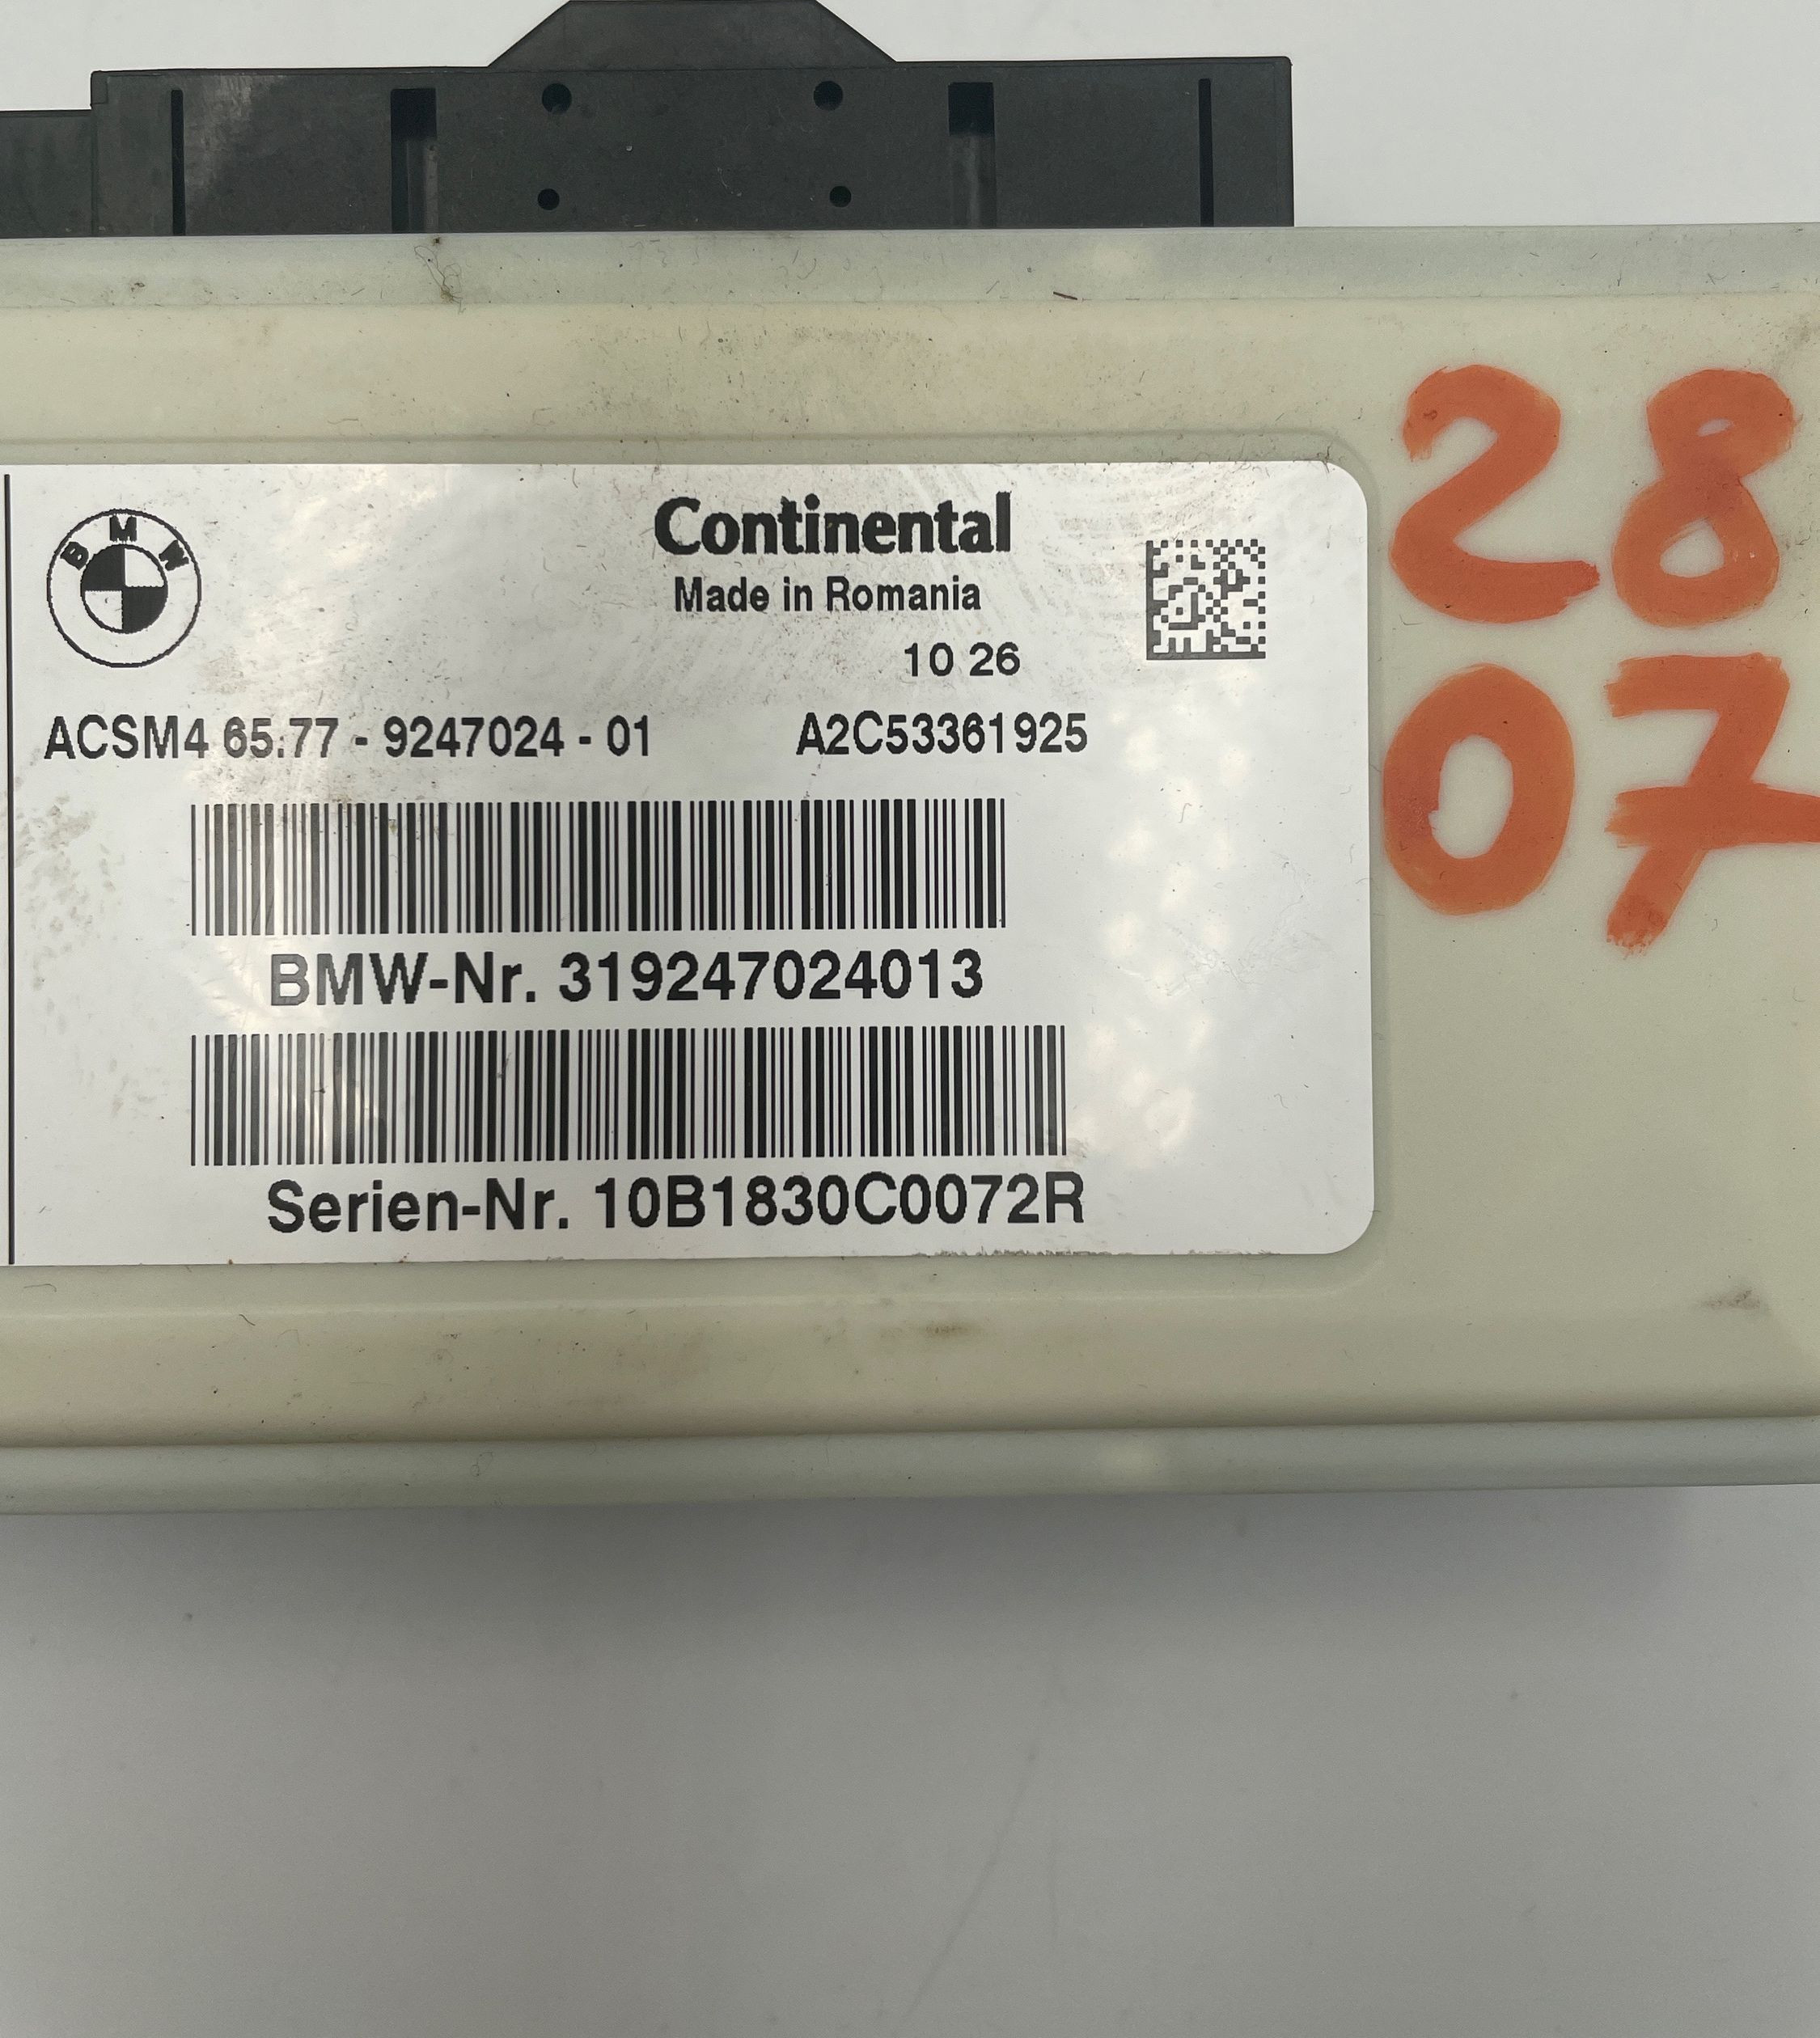 BMW
Continental
Made in Romania
10 26
ACSM4 65.77 - 9247024 - 01 A2C53361925
BMW-Nr. 319247024013
Serien-Nr. 10B1830C0072R
28
07